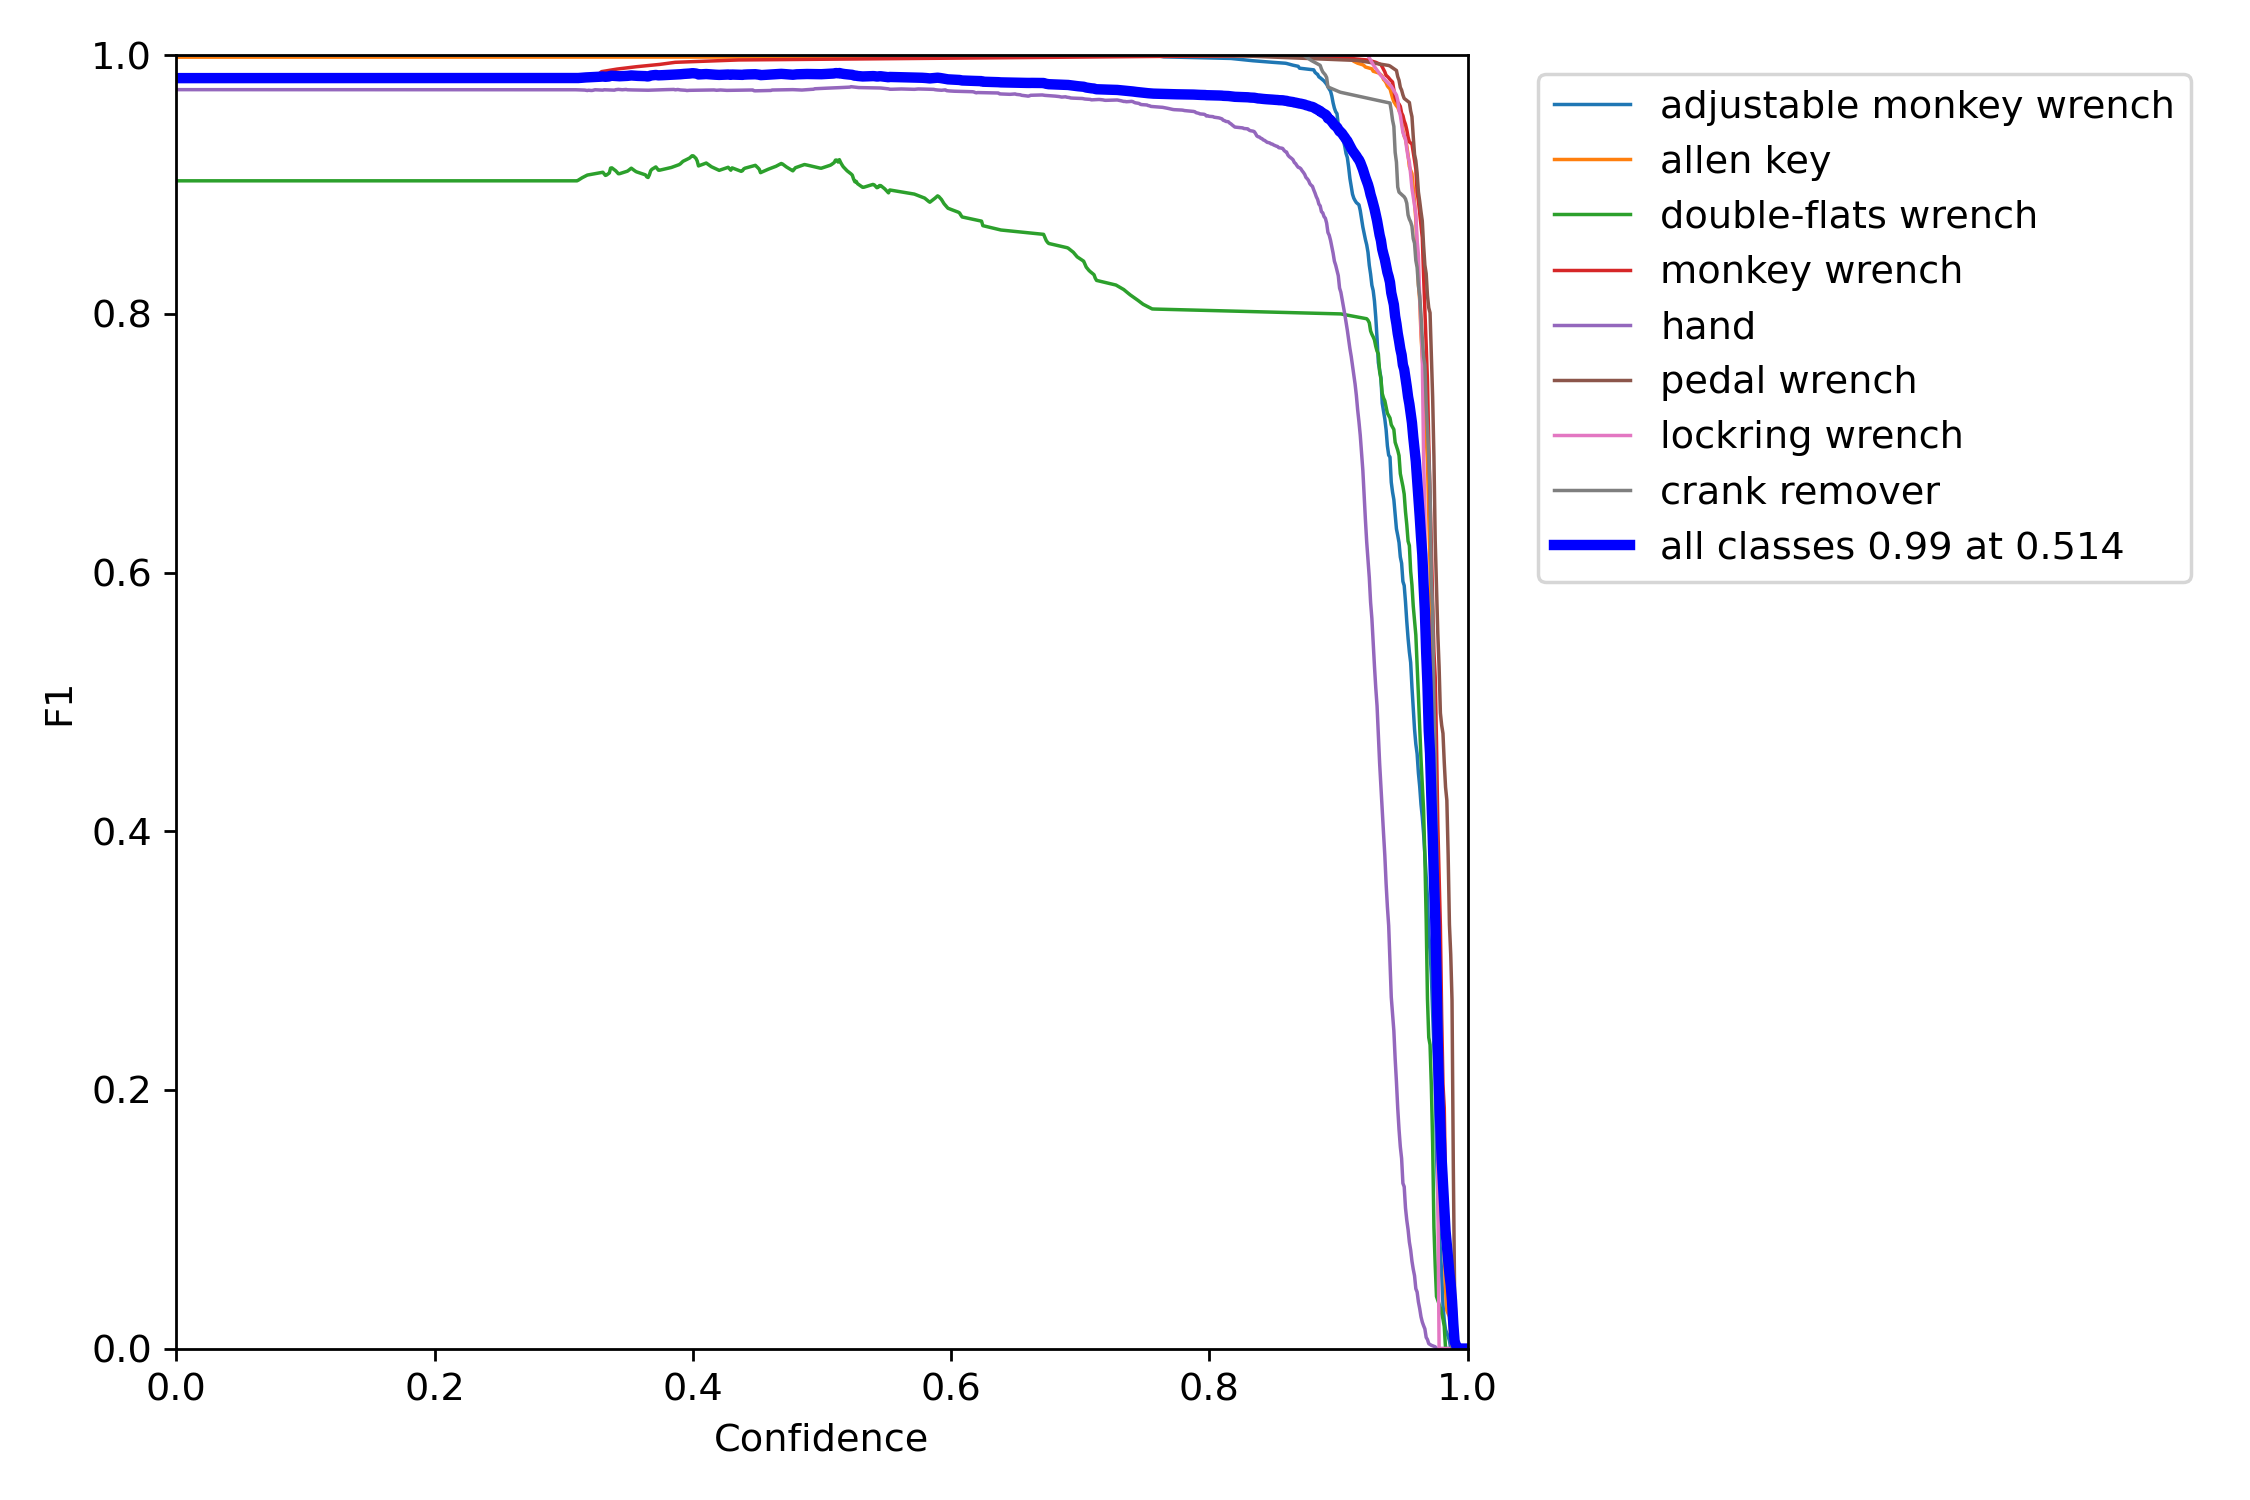 1.0
0.8
0.6
0.4
0.2
0.0
F1
0.0 0.2 0.4 0.6 0.8 1.0
Confidence
adjustable monkey wrench
allen key
double-flats wrench
monkey wrench
hand
pedal wrench
lockring wrench
crank remover
all classes 0.99 at 0.514